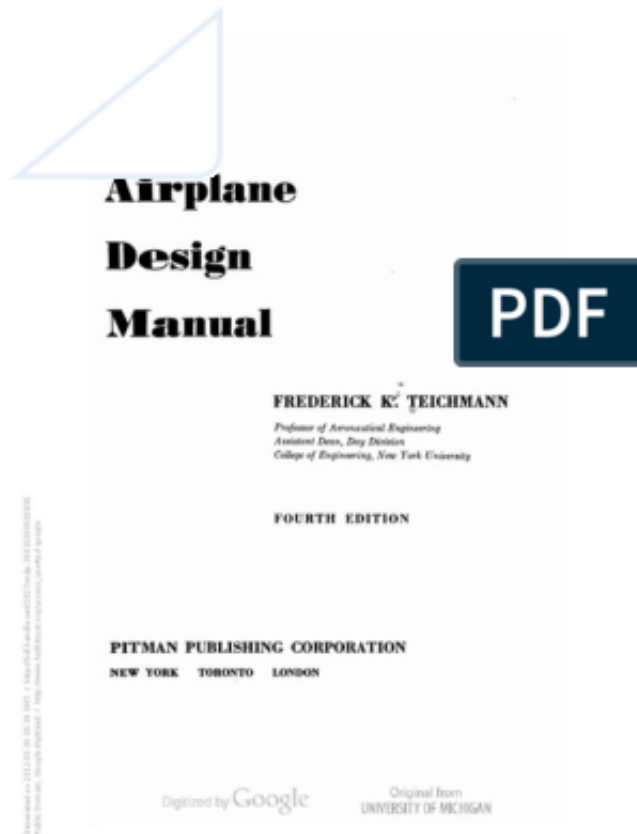 Airplane
Design
Manual
PDF
FREDERICK K. TEICHMANN
Professor of Aeronautical Engineering
Assistant Dean, Day Division
College of Engineering, New York University
FOURTH EDITION
PITMAN PUBLISHING CORPORATION
NEW YORK TORONTO LONDON
Digitized by Google
Original from
UNIVERSITY OF MICHIGAN